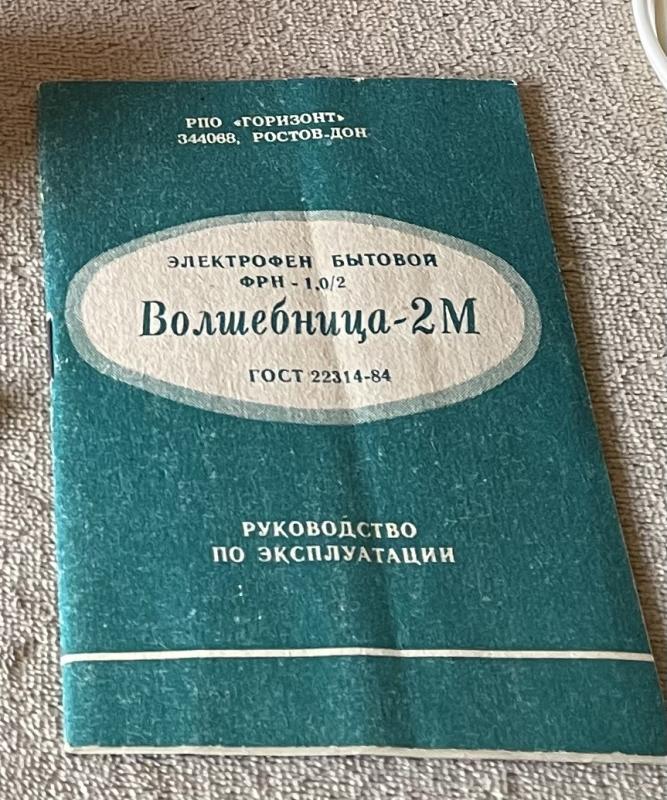 РПО «ГОРИЗОНТ»
344068, РОСТОВ-ДОН
ЭЛЕКТРОФЕН БЫТОВОЙ
ФРН - 1,0/2
Волшебница-2М
ГОСТ 22314-84
РУКОВОДСТВО
ПО ЭКСПЛУАТАЦИИ